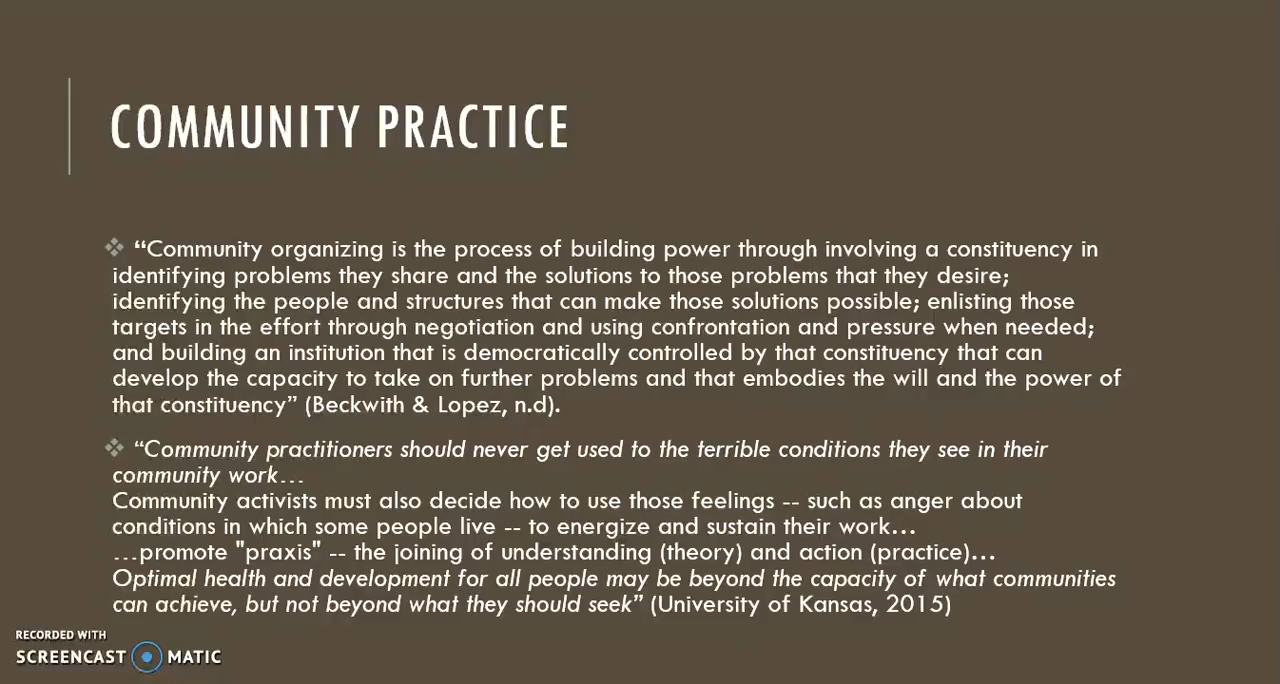 COMMUNITY PRACTICE
❖ “Community organizing is the process of building power through involving a constituency in
identifying problems they share and the solutions to those problems that they desire;
identifying the people and structures that can make those solutions possible; enlisting those
targets in the effort through negotiation and using confrontation and pressure when needed;
and building an institution that is democratically controlled by that constituency that can
develop the capacity to take on further problems and that embodies the will and the power of
that constituency” (Beckwith & Lopez, n.d).
❖ “Community practitioners should never get used to the terrible conditions they see in their
community work…
Community activists must also decide how to use those feelings -- such as anger about
conditions in which some people live -- to energize and sustain their work…
…promote "praxis" -- the joining of understanding (theory) and action (practice)…
Optimal health and development for all people may be beyond the capacity of what communities
can achieve, but not beyond what they should seek” (University of Kansas, 2015)
RECORDED WITH
SCREENCAST MATIC